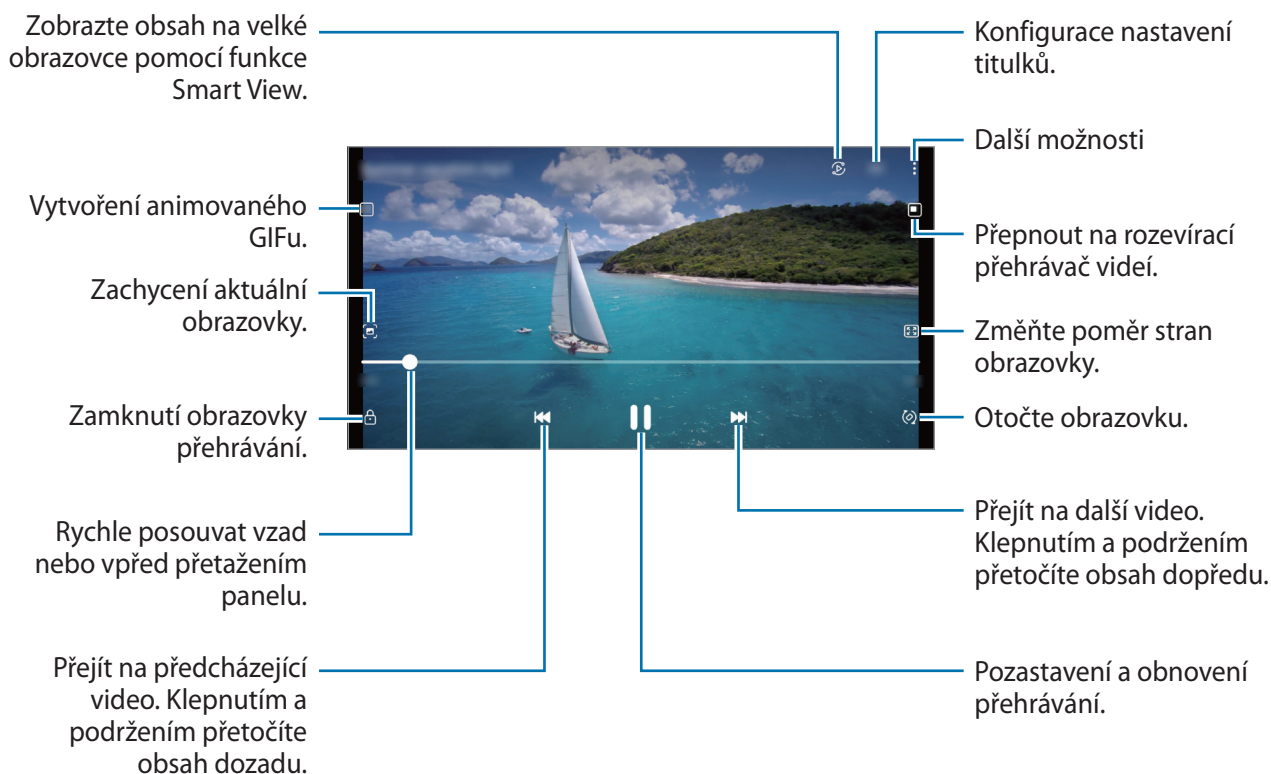 Zobrazte obsah na velké
obrazovce pomocí funkce
Smart View.
Konfigurace nastavení
titulků.
Další možnosti
Vytvoření animovaného
GIFu.
Přepnout na rozevírací
přehrávač videí.
Zachycení aktuální
obrazovky.
Změňte poměr stran
obrazovky.
Zamknutí obrazovky
přehrávání.
Otočte obrazovku.
Rychle posouvat vzad
nebo vpřed přetažením
panelu.
Přejít na další video.
Klepnutím a podržením
přetočíte obsah dopředu.
Přejít na předcházející
video. Klepnutím a
podržením přetočíte
obsah dozadu.
Pozastavení a obnovení
přehrávání.